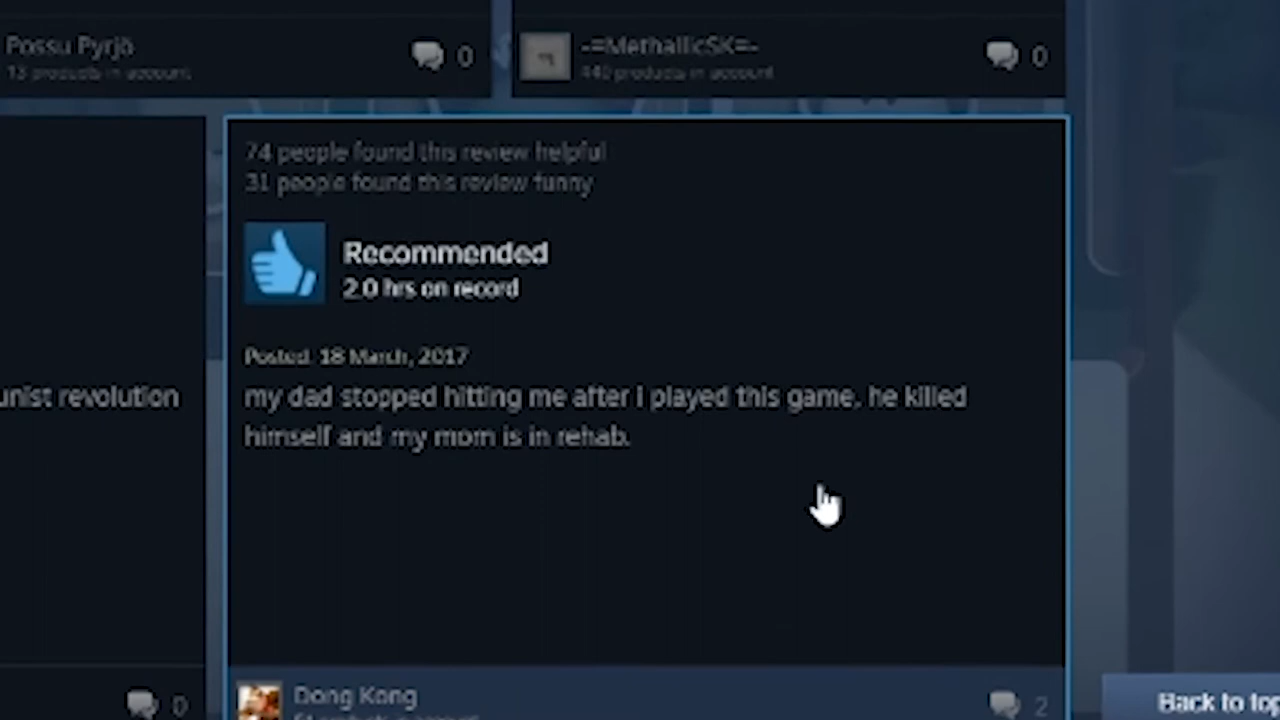 Possu Pyrjö
13 products in account
0
-=MethallicSK=-
440 products in account
0
74 people found this review helpful
31 people found this review funny
Recommended
2.0 hrs on record
Posted: 18 March, 2017
my dad stopped hitting me after i played this game, he killed
himself and my mom is in rehab.
unist revolution
0
Dong Kong
2
Back to top